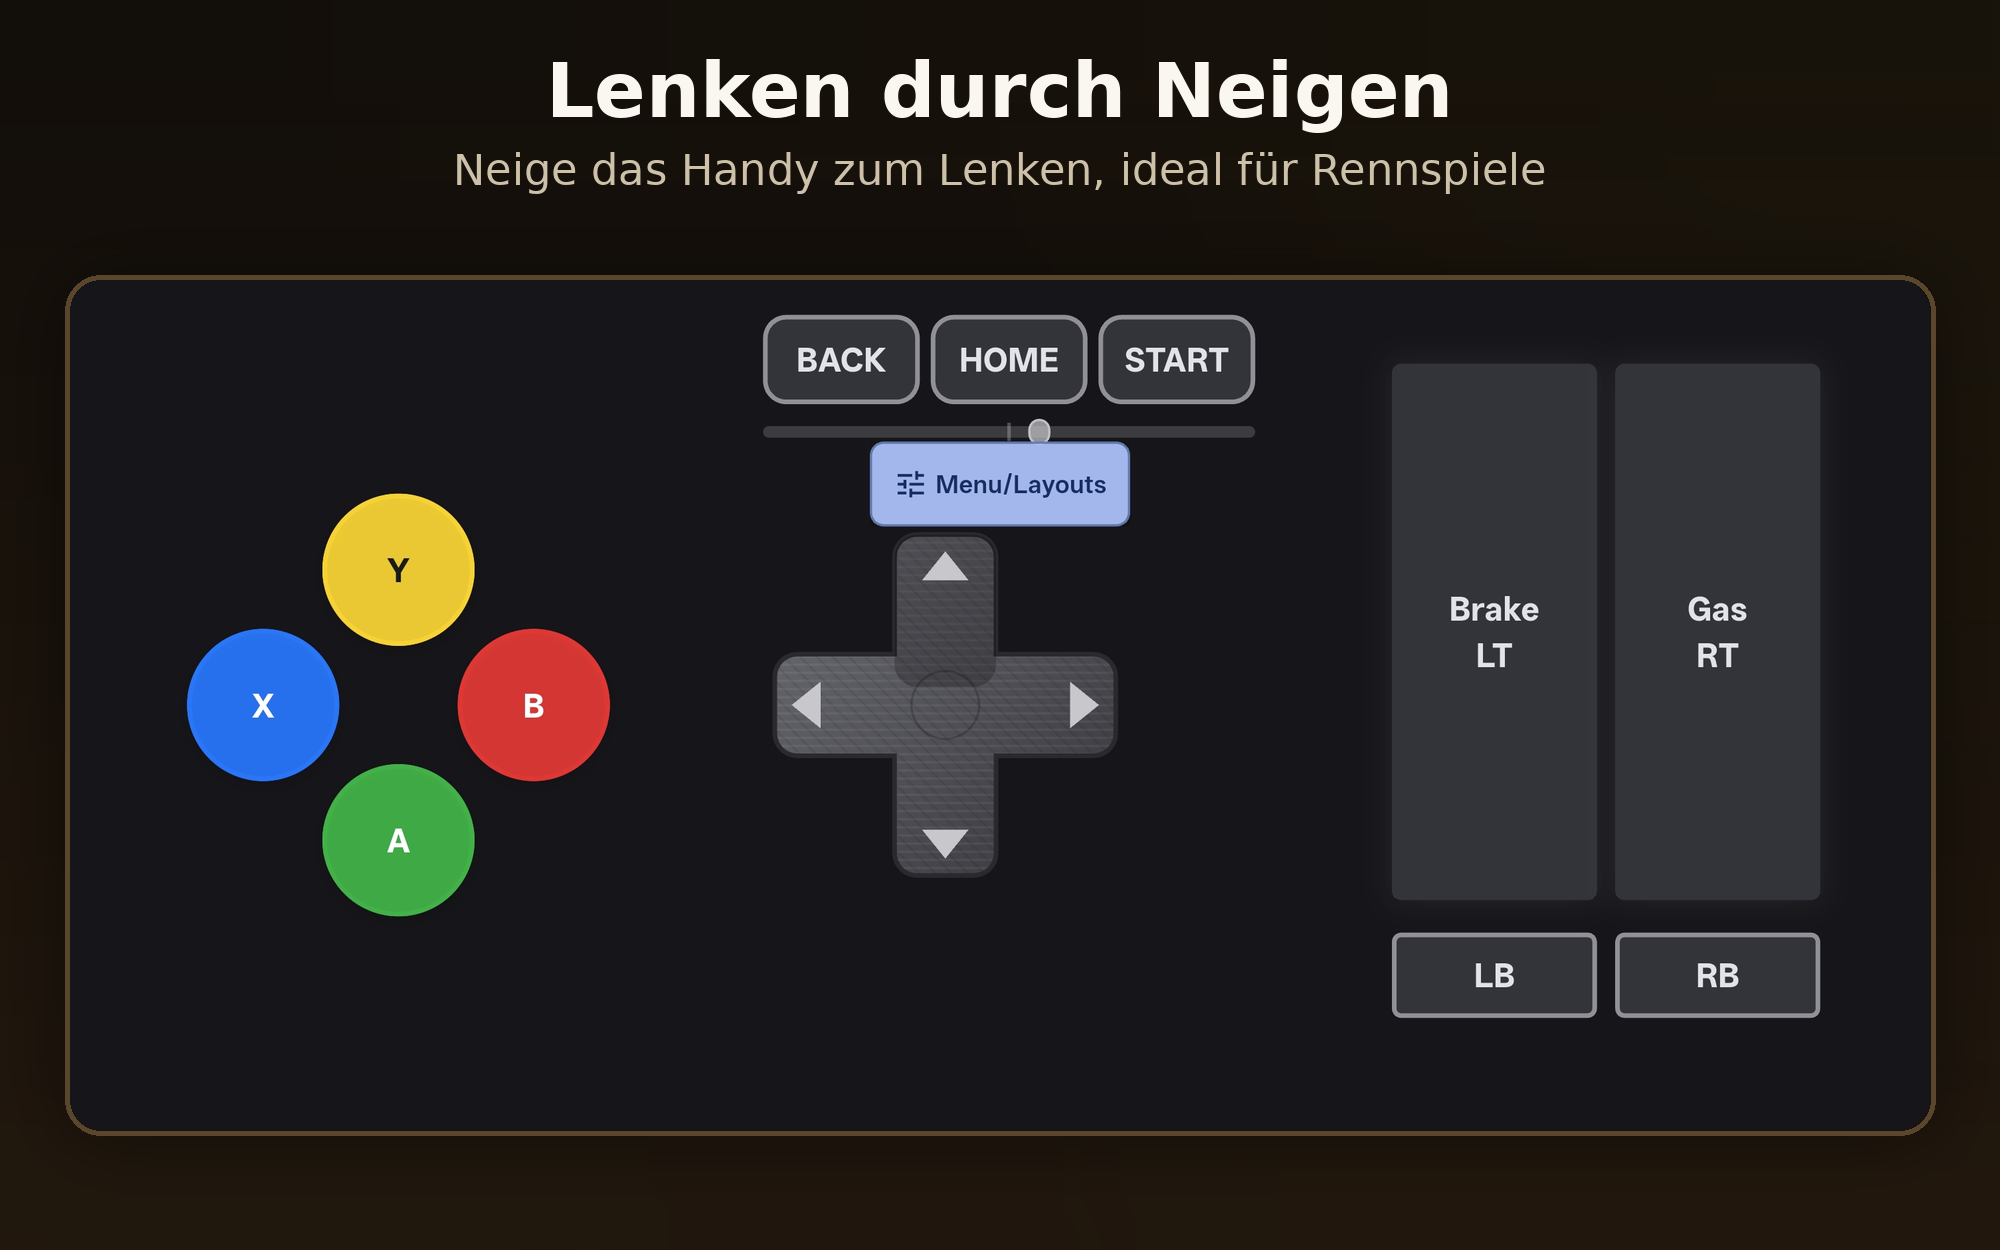 Lenken durch Neigen
Neige das Handy zum Lenken, ideal für Rennspiele
BACK
HOME
START
Menu/Layouts
Y
X
B
A
Brake
LT
Gas
RT
LB
RB